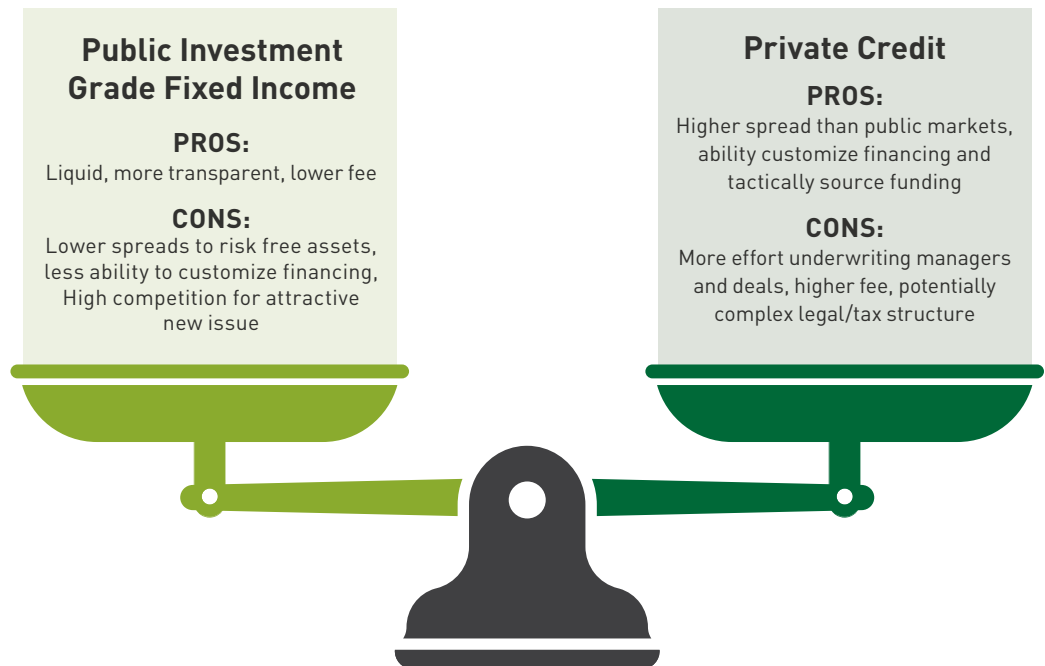 Public Investment
Grade Fixed Income
PROS:
Liquid, more transparent, lower fee
CONS:
Lower spreads to risk free assets,
less ability to customize financing,
High competition for attractive
new issue
Private Credit
PROS:
Higher spread than public markets,
ability customize financing and
tactically source funding
CONS:
More effort underwriting managers
and deals, higher fee, potentially
complex legal/tax structure